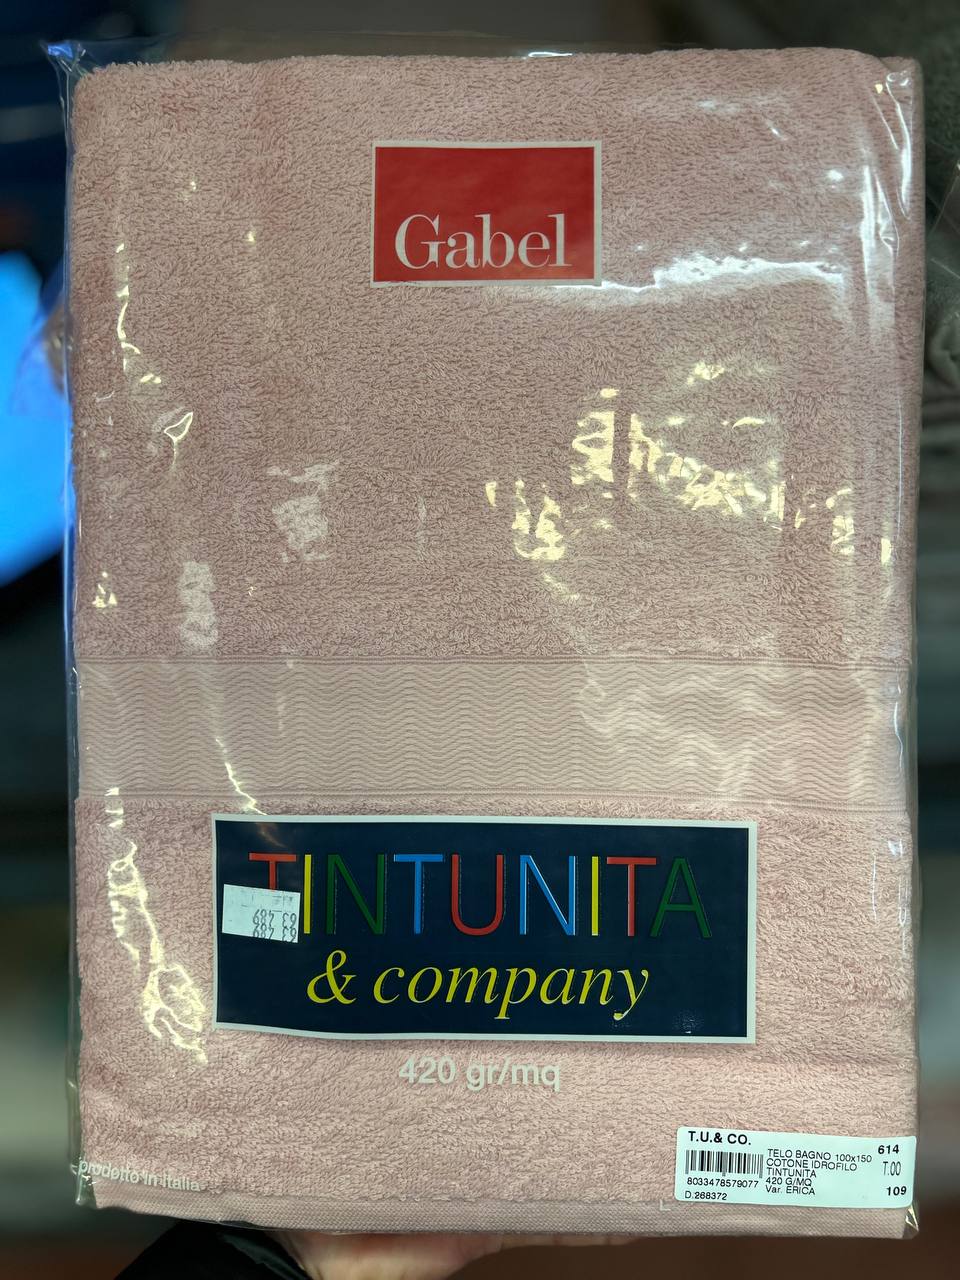 Gabel
TINTUNITA
& company
420 gr/mq
prodotto in italia
T.U.& CO.
614
TELO BAGNO 100x150
COTONE IDROFILO
T.00
TINTUNITA
8033478579077
420 G/MQ
D.268372
Var. ERICA
109